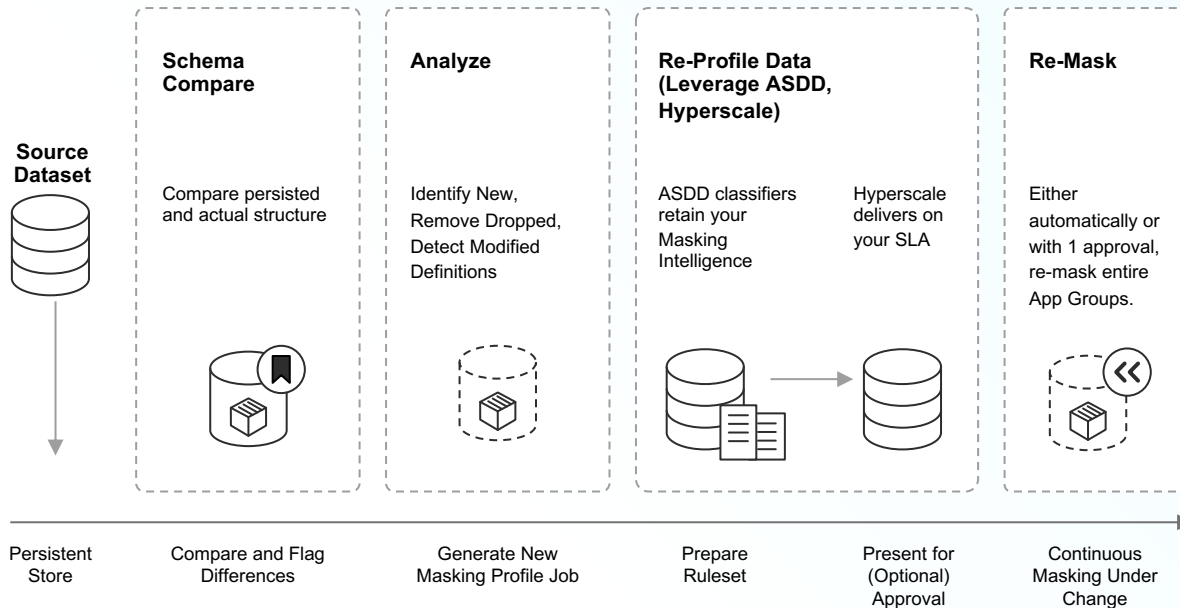 Source
Dataset
Schema
Compare
Compare persisted
and actual structure
Analyze
Identify New,
Remove Dropped,
Detect Modified
Definitions
Re-Profile Data
(Leverage ASDD,
Hyperscale)
ASDD classifiers
retain your
Masking
Intelligence
Hyperscale
delivers on
your SLA
Re-Mask
Either
automatically or
with 1 approval,
re-mask entire
App Groups.
Persistent
Store
Compare and Flag
Differences
Generate New
Masking Profile Job
Prepare
Ruleset
Present for
(Optional)
Approval
Continuous
Masking Under
Change